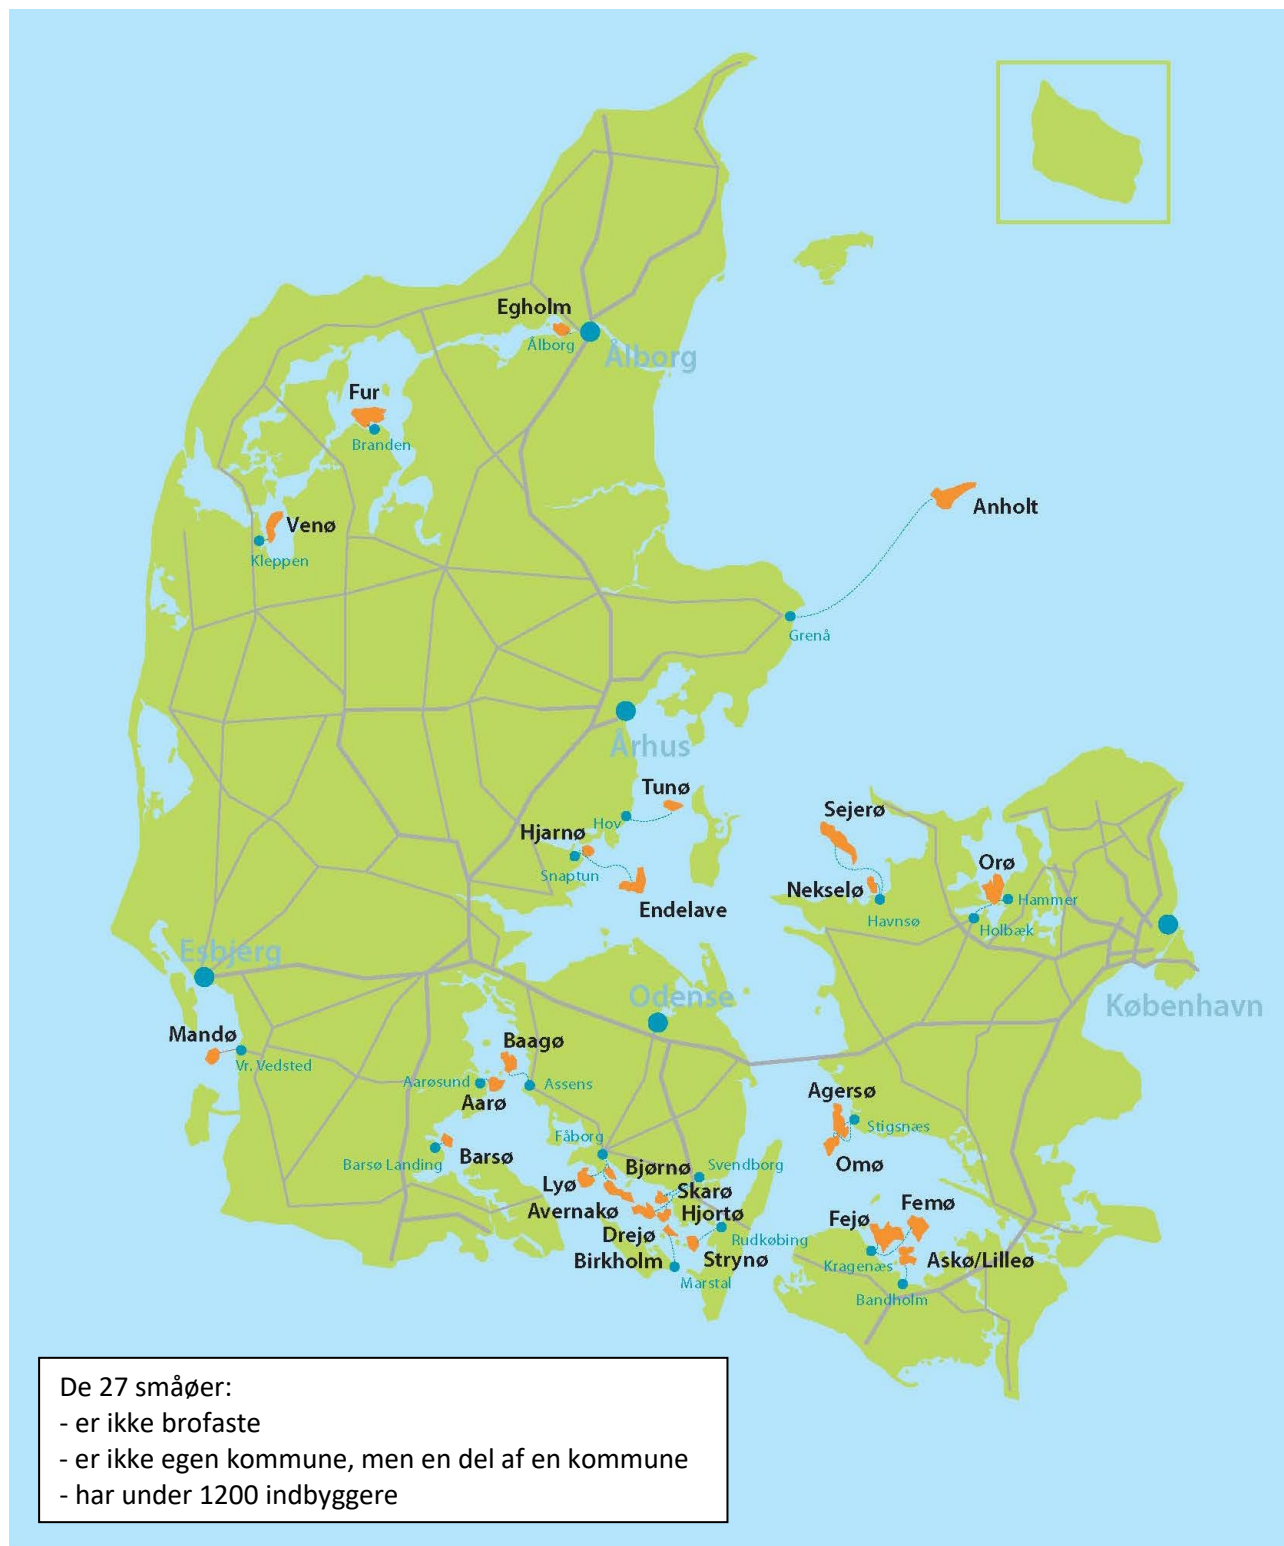 Egholm
Ålborg
Ålborg
Fur
Branden
Anholt
Venø
Kleppen
Grenå
Århus
Tunø
Hov
Hjarnø
Snaptun
Endelave
Sejerø
Orø
Nekselø
Hammer
Havnsø
Holbæk
Esbjerg
Odense
København
Mandø
Vr. Vedsted
Baagø
Aarøsund
Assens
Aarø
Agersø
Stigsnæs
Fåborg
Barsø
Barsø Landing
Omø
Bjørnø
Svendborg
Lyø
Skarø
Avernakø
Hjortø
Femø
Fejø
Drejø
Rudkøbing
Birkholm
Strynø
Kragenæs
Askø/Lilleø
Marstal
Bandholm
De 27 småøer:
- er ikke brofaste
- er ikke egen kommune, men en del af en kommune
- har under 1200 indbyggere